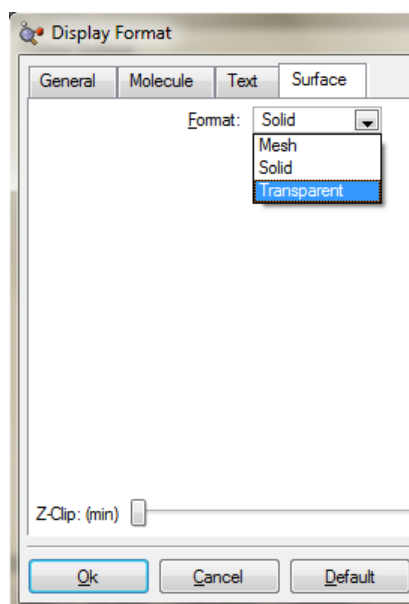 Display Format
General Molecule Text Surface
Format: Solid
Mesh
Solid
Transparent
Z-Clip: (min)
Ok Cancel Default